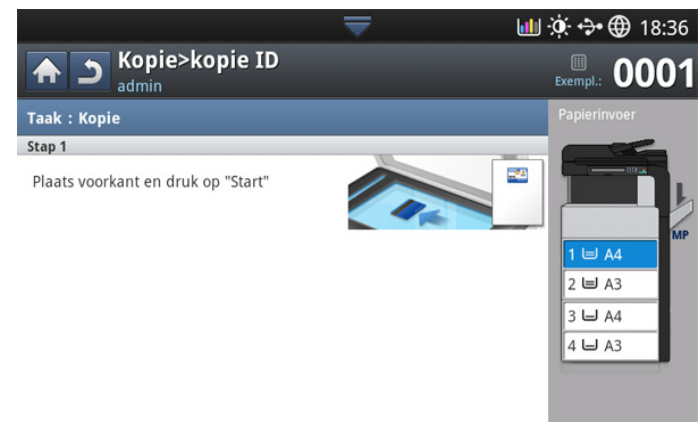 18:36
Kopie>kopie ID
admin
Exempl.: 0001
Taak : Kopie
Papierinvoer
Stap 1
Plaats voorkant en druk op "Start"
MP
1 A4
2 A3
3 A4
4 A3